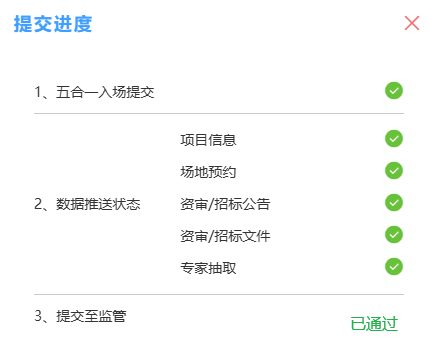 提交进度
1、五合一入场提交
项目信息
场地预约
2、数据推送状态
资审/招标公告
资审/招标文件
专家抽取
3、提交至监管
已通过